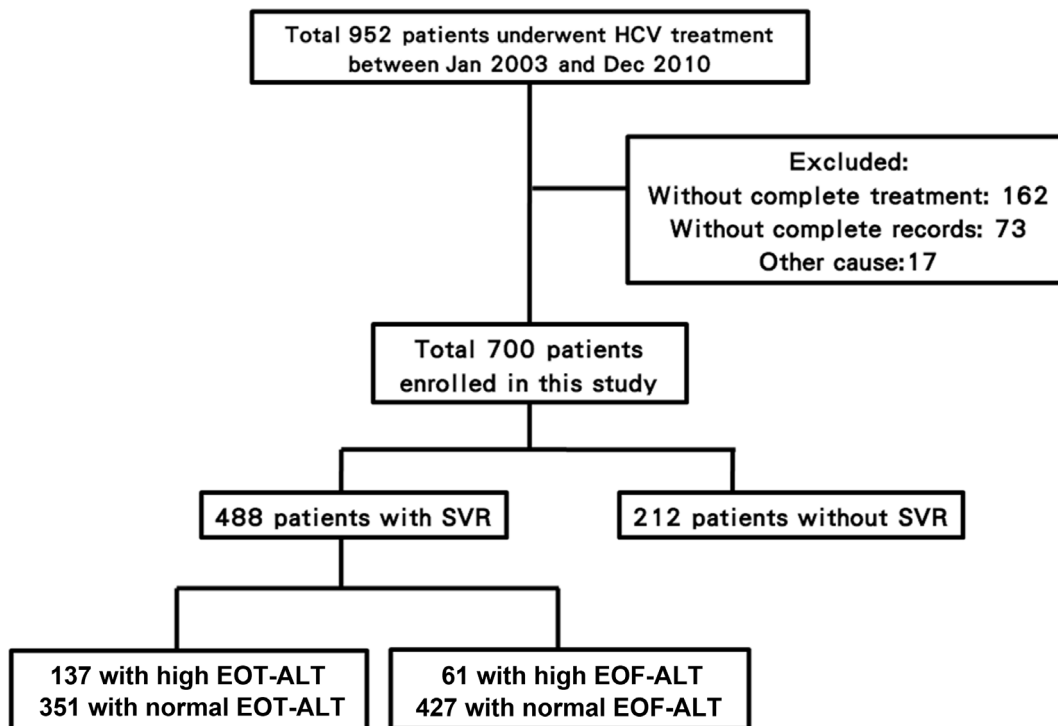 Total 952 patients underwent HCV treatment
between Jan 2003 and Dec 2010
Excluded:
Without complete treatment: 162
Without complete records: 73
Other cause:17
Total 700 patients
enrolled in this study
488 patients with SVR
212 patients without SVR
137 with high EOT-ALT
351 with normal EOT-ALT
61 with high EOF-ALT
427 with normal EOF-ALT